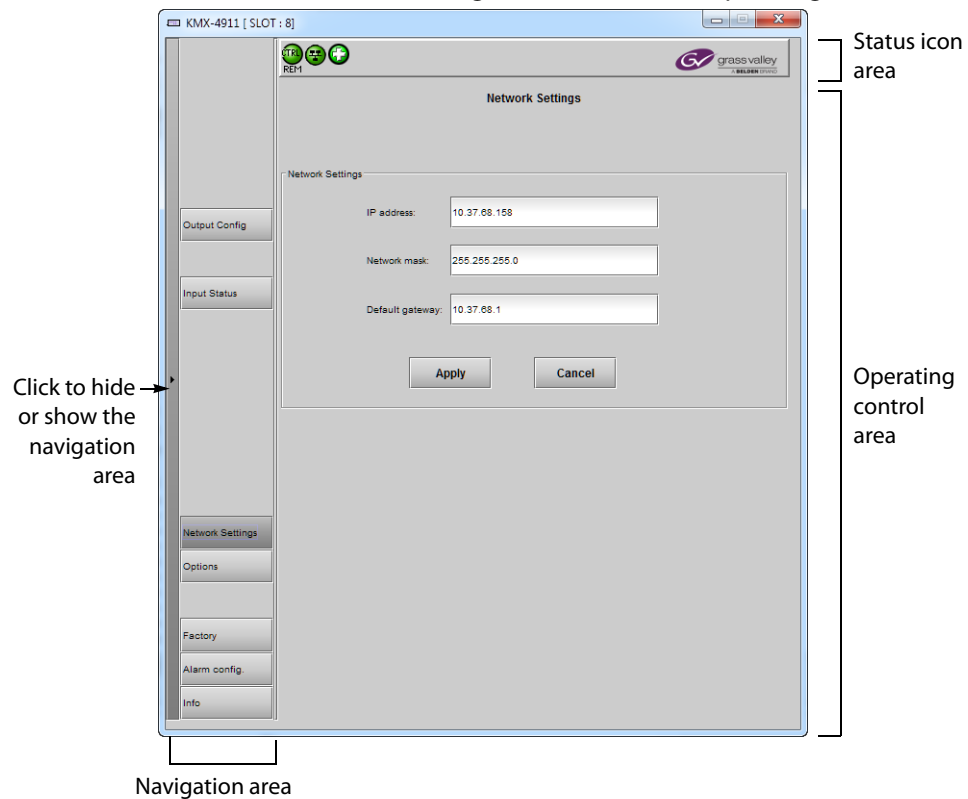 KMX-4911 [ SLOT : 8]
CTRL
REM
grass valley
A BELDEN BRAND
Status icon
area
Network Settings
Network Settings
IP address:
10.37.68.158
Network mask:
255.255.255.0
Default gateway:
10.37.68.1
Apply
Cancel
Output Config
Input Status
Click to hide
or show the
navigation
area
Operating
control
area
Network Settings
Options
Factory
Alarm config.
Info
Navigation area